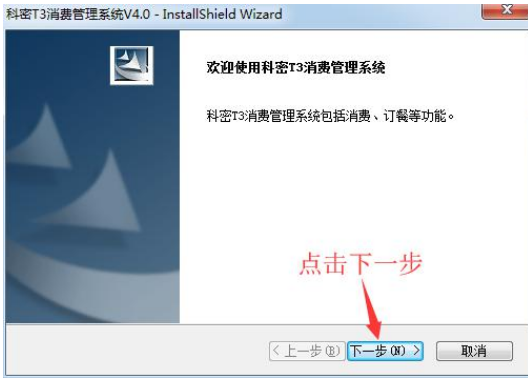 科密T3消费管理系统V4.0 - InstallShield Wizard
欢迎使用科密T3消费管理系统
科密T3消费管理系统包括消费、订餐等功能。
点击下一步
< 上一步(B) 下一步(N) > 取消